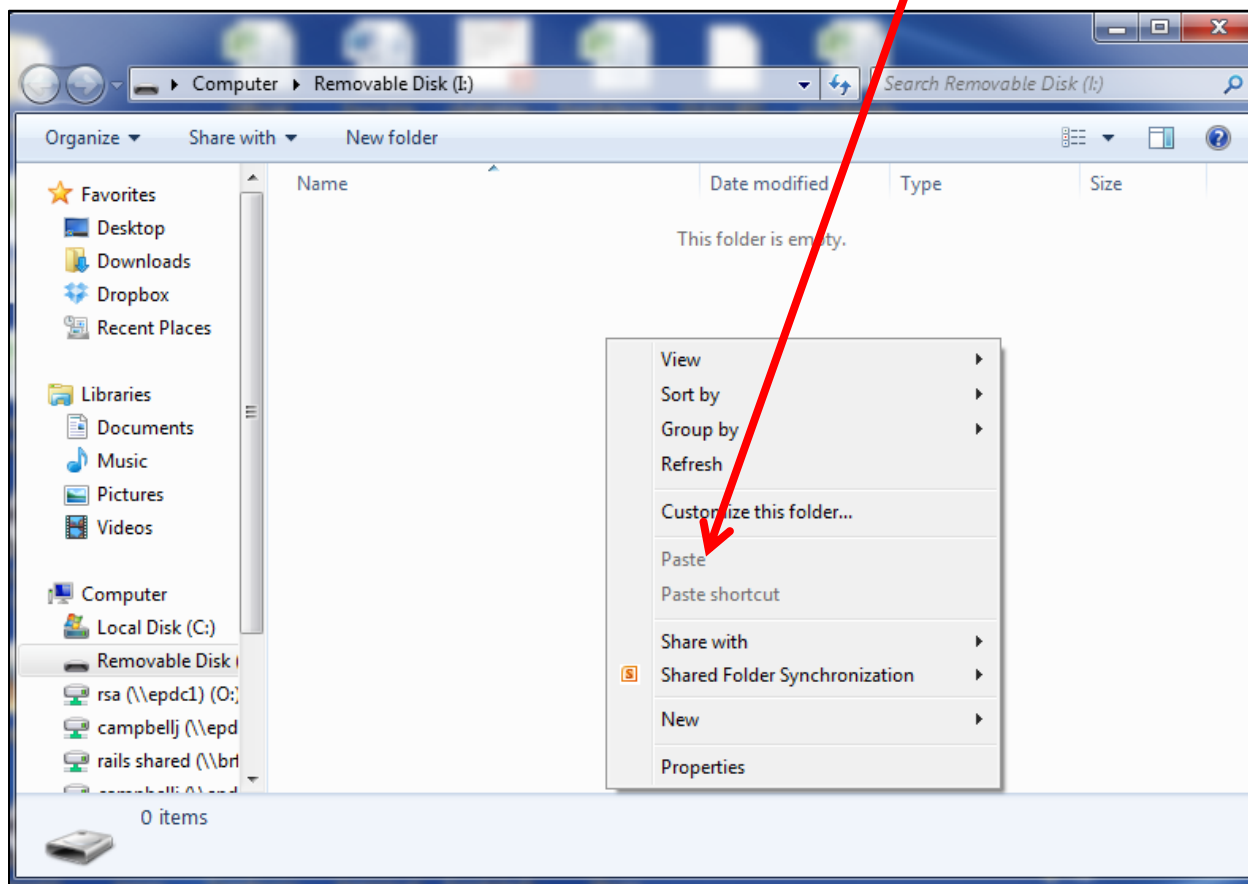 Computer ▸ Removable Disk (I:)
Search Removable Disk (I:)
Organize
Share with
New folder
Name
Date modified
Type
Size
This folder is empty.
Favorites
Desktop
Downloads
Dropbox
Recent Places
Libraries
Documents
Music
Pictures
Videos
Computer
Local Disk (C:)
Removable Disk (
rsa (\\epdc1) (O:)
campbellj (\\epd
rails shared (\\brl
View
Sort by
Group by
Refresh
Customize this folder...
Paste
Paste shortcut
Share with
Shared Folder Synchronization
New
Properties
0 items